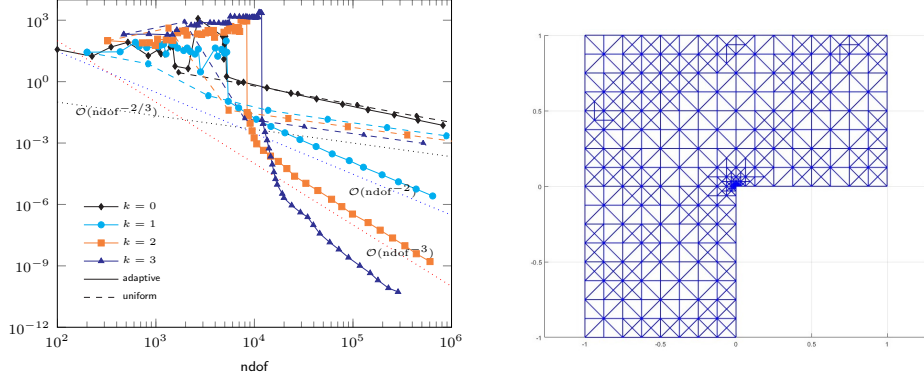 10^3
10^0
10^{-3}
10^{-6}
10^{-9}
10^{-12}
O(ndof^{-2/3})
O(ndof^{-2})
O(ndof^{-3})
k = 0
k = 1
k = 2
k = 3
adaptive
uniform
10^2 10^3 10^4 10^5 10^6
ndof
1
0.5
0
-0.5
-1
-1 -0.5 0 0.5 1